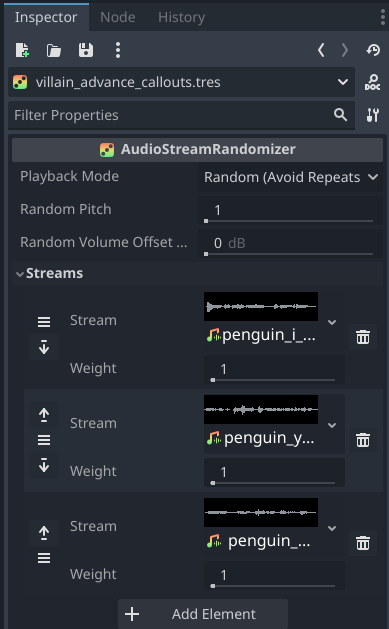 Inspector Node History
villain_advance_callouts.tres
DOC
Filter Properties
AudioStreamRandomizer
Playback Mode Random (Avoid Repeats
Random Pitch 1
Random Volume Offset ... 0 dB
Streams
Stream
penguin_i_...
Weight 1
Stream
penguin_y...
Weight 1
Stream
penguin_...
Weight 1
Add Element